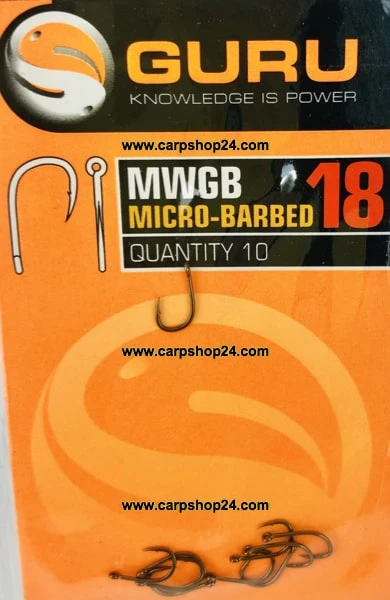 GURU
KNOWLEDGE IS POWER
www.carpshop24.com
MWGB
MICRO-BARBED
18
QUANTITY 10
www.carpshop24.com
www.carpshop24.com